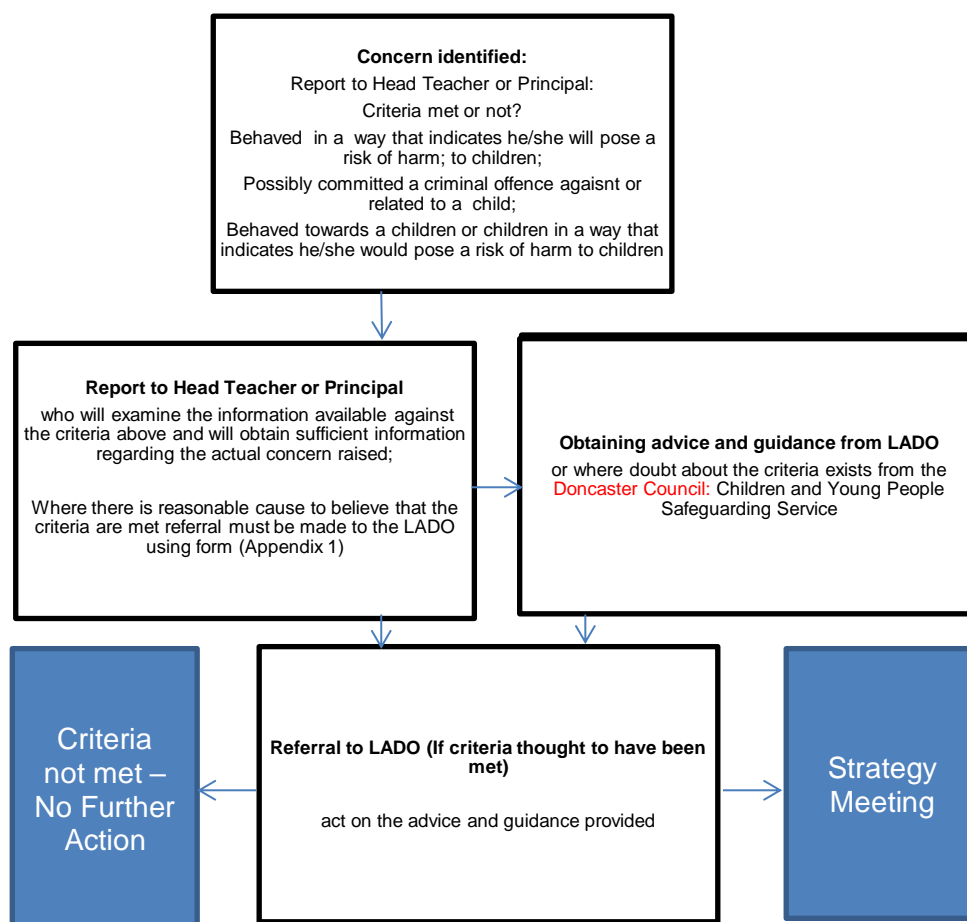 Concern identified:
Report to Head Teacher or Principal:
Criteria met or not?
Behaved in a way that indicates he/she will pose a
risk of harm; to children;
Possibly committed a criminal offence agaisnt or
related to a child;
Behaved towards a children or children in a way that
indicates he/she would pose a risk of harm to children
Report to Head Teacher or Principal
who will examine the information available against
the criteria above and will obtain sufficient information
regarding the actual concern raised;
Where there is reasonable cause to believe that the
criteria are met referral must be made to the LADO
using form (Appendix 1)
Obtaining advice and guidance from LADO
or where doubt about the criteria exists from the
Doncaster Council: Children and Young People
Safeguarding Service
Criteria
not met –
No Further
Action
Referral to LADO (If criteria thought to have been
met)
act on the advice and guidance provided
Strategy
Meeting